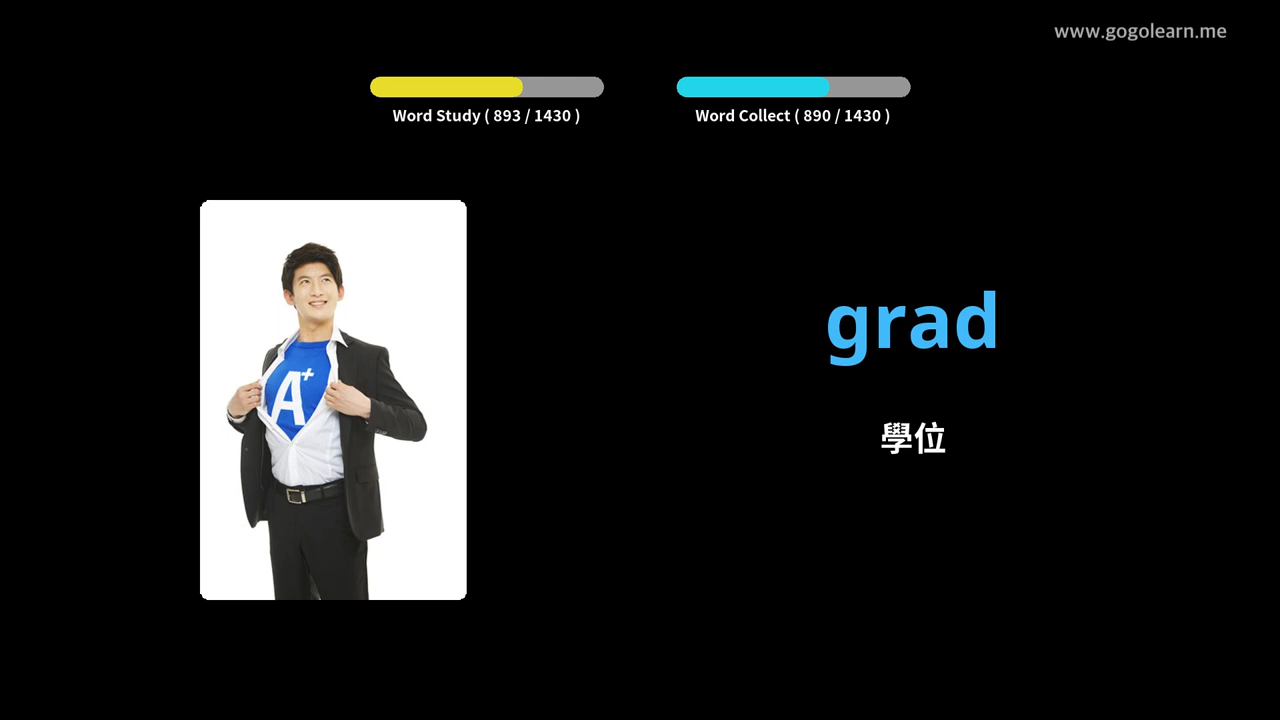 www.gogolearn.me
Word Study ( 893 / 1430 )
Word Collect ( 890 / 1430 )
A+
grad
學位